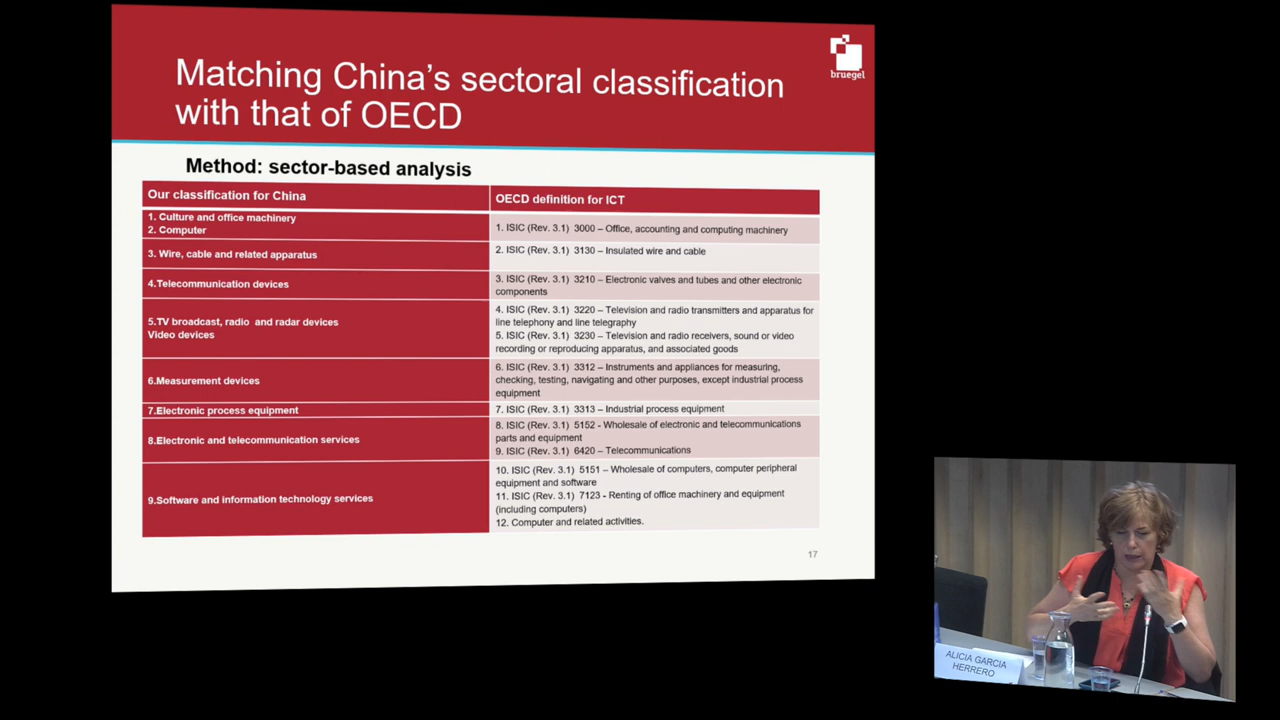 Matching China's sectoral classification
with that of OECD
bruegel
Method: sector-based analysis
Our classification for China
OECD definition for ICT
1. Culture and office machinery
2. Computer
1. ISIC (Rev. 3.1) 3000 – Office, accounting and computing machinery
3. Wire, cable and related apparatus
2. ISIC (Rev. 3.1) 3130 – Insulated wire and cable
4.Telecommunication devices
3. ISIC (Rev. 3.1) 3210 – Electronic valves and tubes and other electronic
components
5.TV broadcast, radio and radar devices
Video devices
4. ISIC (Rev. 3.1) 3220 – Television and radio transmitters and apparatus for
line telephony and line telegraphy
5. ISIC (Rev. 3.1) 3230 – Television and radio receivers, sound or video
recording or reproducing apparatus, and associated goods
6.Measurement devices
6. ISIC (Rev. 3.1) 3312 – Instruments and appliances for measuring,
checking, testing, navigating and other purposes, except industrial process
equipment
7.Electronic process equipment
7. ISIC (Rev. 3.1) 3313 – Industrial process equipment
8.Electronic and telecommunication services
8. ISIC (Rev. 3.1) 5152 - Wholesale of electronic and telecommunications
parts and equipment
9. ISIC (Rev. 3.1) 6420 – Telecommunications
9.Software and information technology services
10. ISIC (Rev. 3.1) 5151 – Wholesale of computers, computer peripheral
equipment and software
11. ISIC (Rev. 3.1) 7123 - Renting of office machinery and equipment
(including computers)
12. Computer and related activities.
17
ALICIA GARCIA
HERRERO